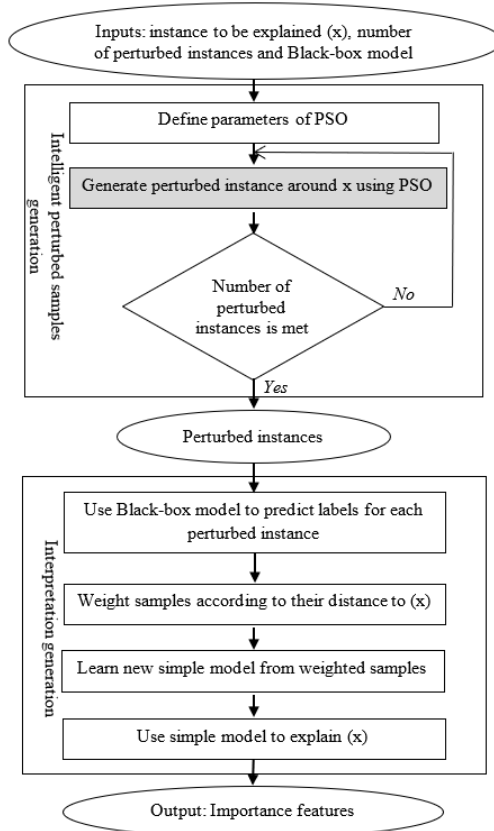 Inputs: instance to be explained (x), number
of perturbed instances and Black-box model
Intelligent perturbed samples
generation
Define parameters of PSO
Generate perturbed instance around x using PSO
Number of
perturbed
instances is met
No
Yes
Perturbed instances
Interpretation generation
Use Black-box model to predict labels for each
perturbed instance
Weight samples according to their distance to (x)
Learn new simple model from weighted samples
Use simple model to explain (x)
Output: Importance features